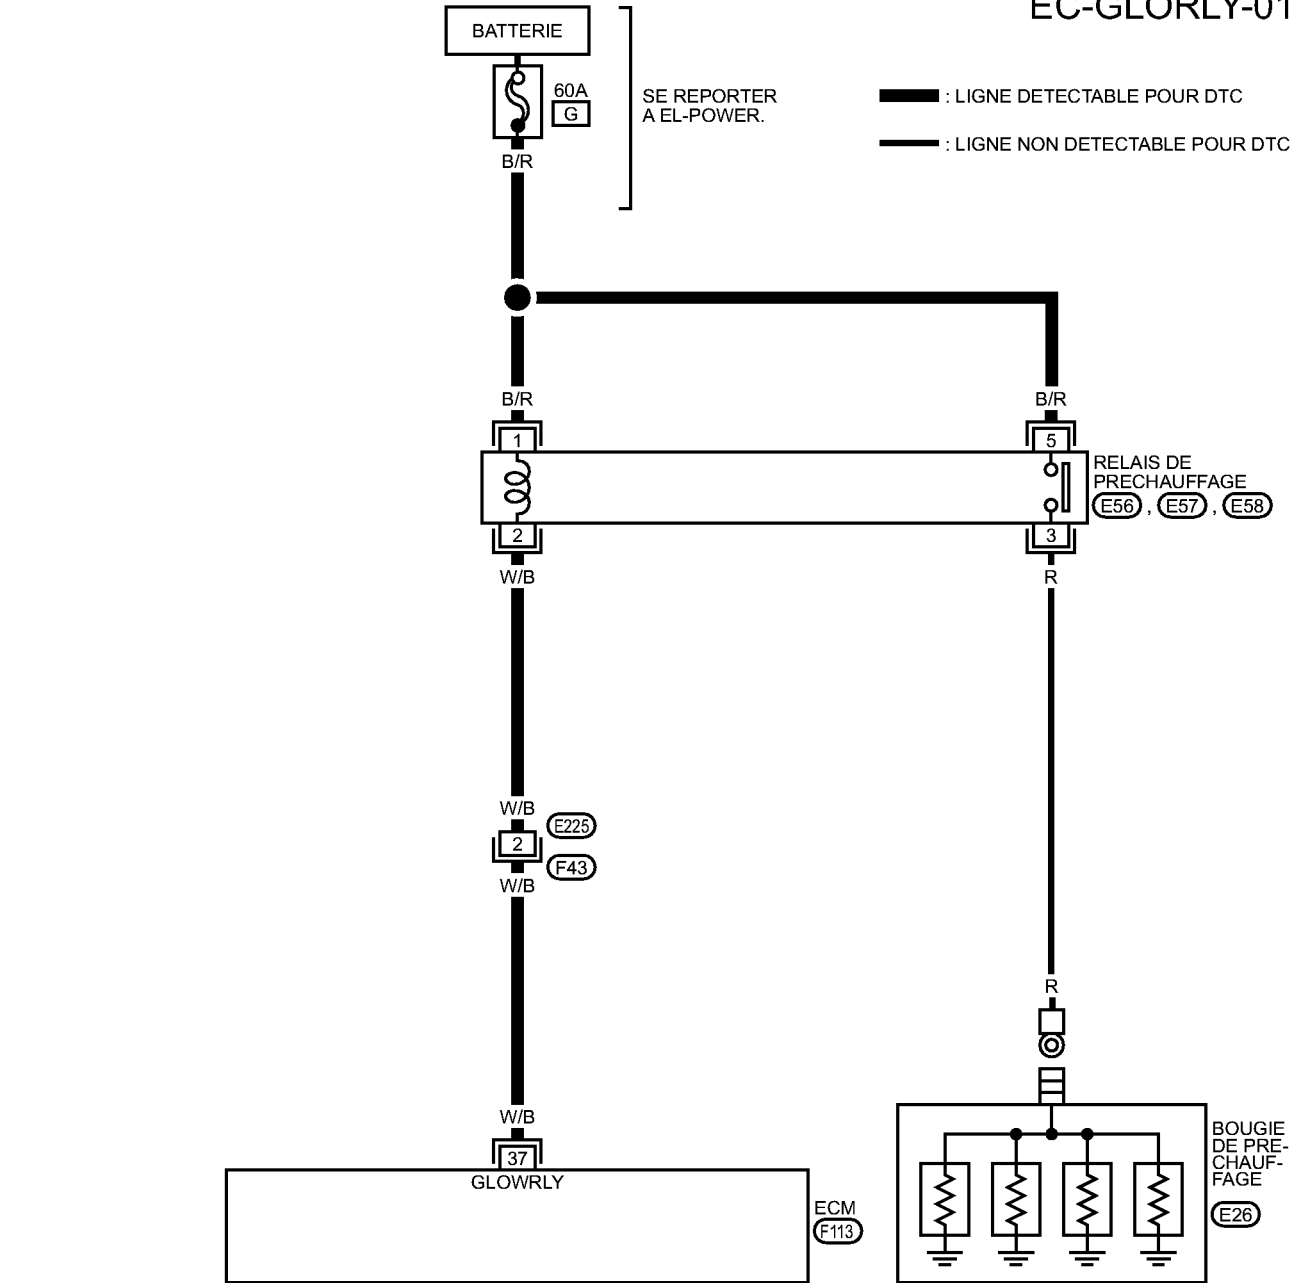 EC-GLORLY-01
BATTERIE
60A
G
SE REPORTER
A EL-POWER.
: LIGNE DETECTABLE POUR DTC
: LIGNE NON DETECTABLE POUR DTC
B/R
B/R
B/R
1
5
RELAIS DE
PRECHAUFFAGE
E56 , E57 , E58
2
3
W/B
R
W/B
E225
2
F43
W/B
R
W/B
37
GLOWRLY
ECM
F113
BOUGIE
DE PRE-
CHAUF-
FAGE
E26